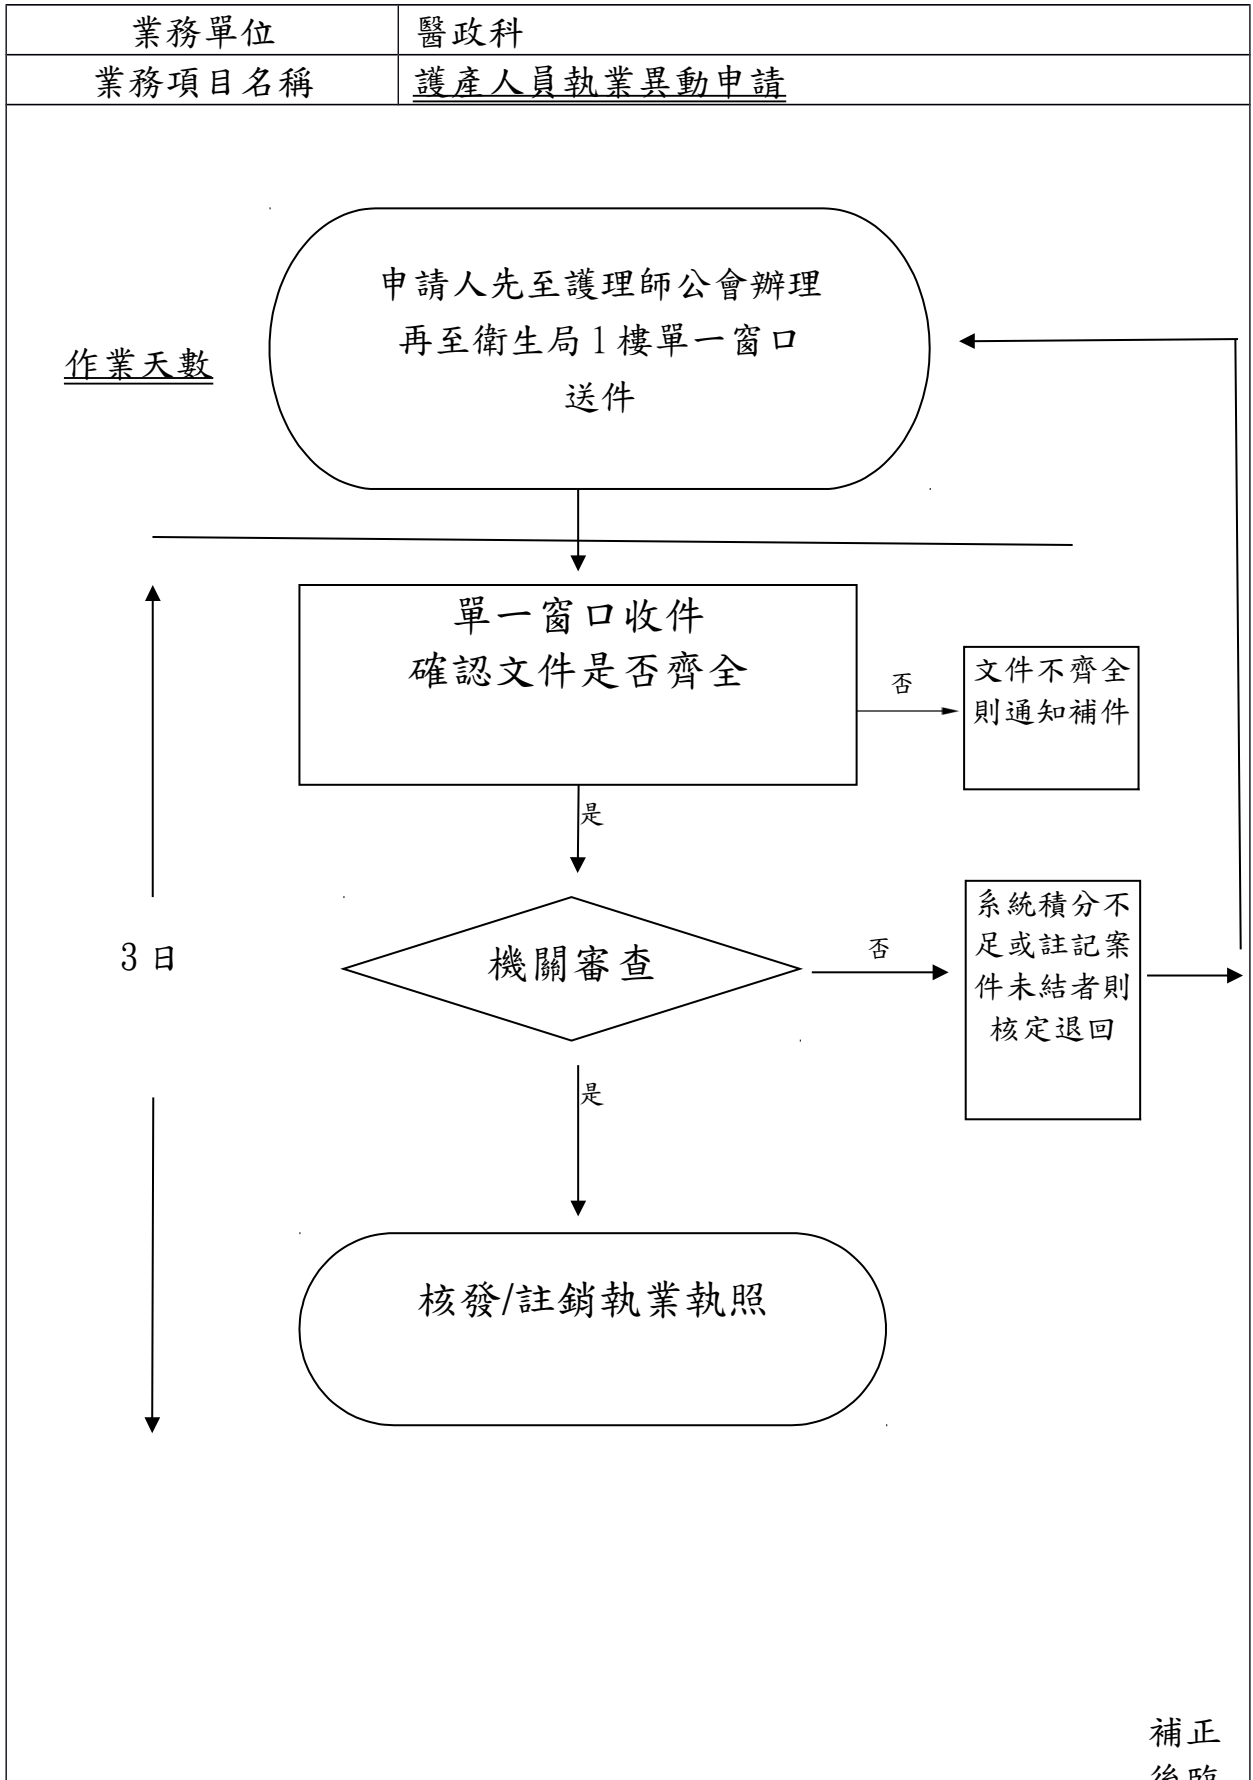 業務單位
醫政科
業務項目名稱
護產人員執業異動申請
申請人先至護理師公會辦理
再至衛生局1樓單一窗口
送件
作業天數
單一窗口收件
確認文件是否齊全
否
文件不齊全
則通知補件
是
3日
機關審查
否
系統積分不
足或註記案
件未結者則
核定退回
是
核發/註銷執業執照
補正
後臨